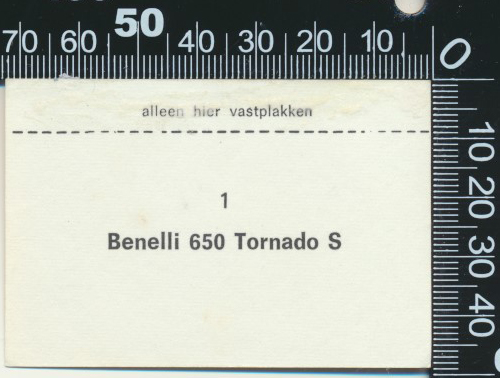 70 60 50 40 30 20 10 0
alleen hier vastplakken
1
Benelli 650 Tornado S
10 20 30 40